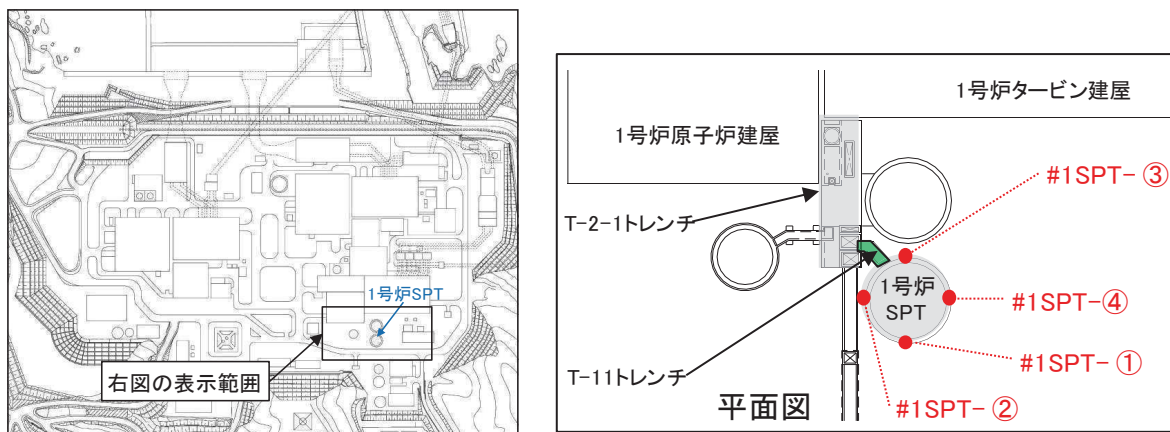 1号炉SPT
右図の表示範囲
1号炉タービン建屋
1号炉原子炉建屋
#1SPT-③
T-2-1トレンチ
1号炉
SPT
#1SPT-④
#1SPT-①
T-11トレンチ
平面図
#1SPT-②